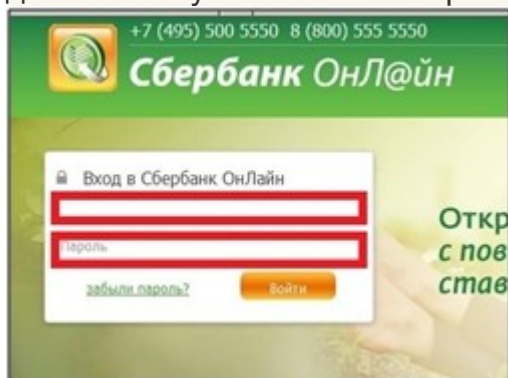 +7 (495) 500 5550 8 (800) 555 5550
Сбербанк ОнЛ@йн
Вход в Сбербанк ОнЛайн
Пароль
забыли пароль?
Войти
Откр
с пов
став